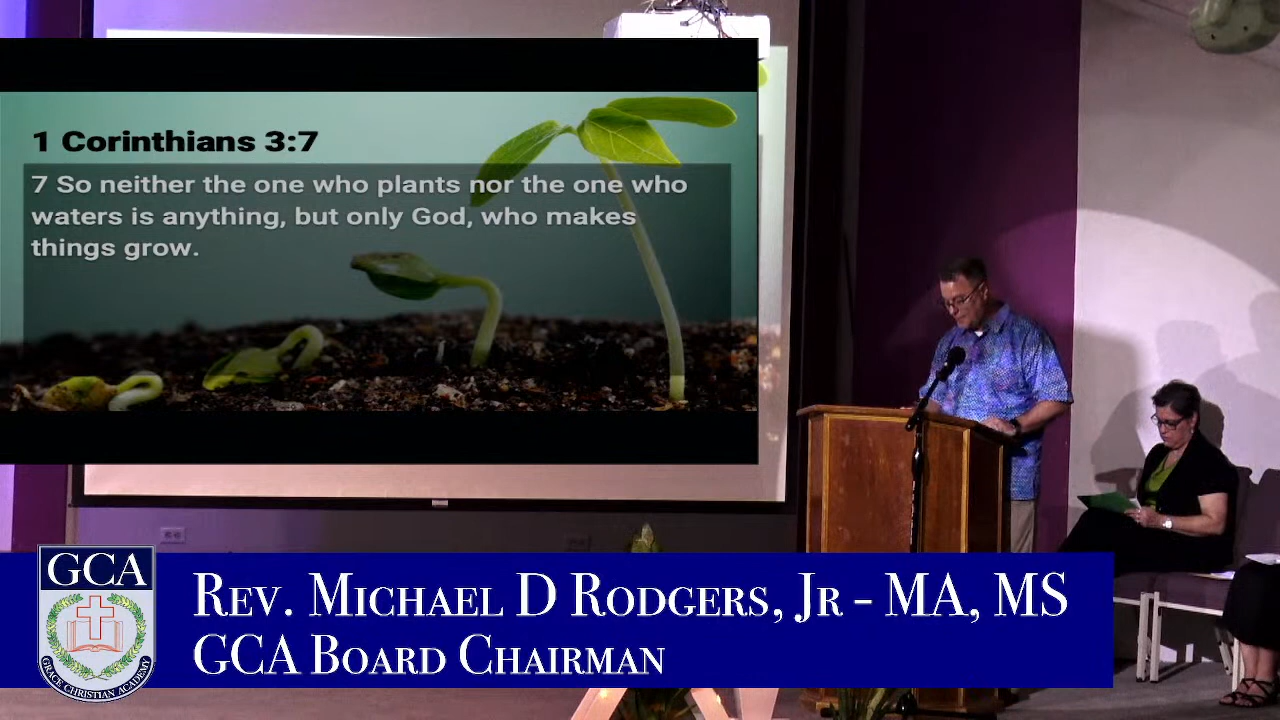 1 Corinthians 3:7
7 So neither the one who plants nor the one who
waters is anything, but only God, who makes
things grow.
GCA
GRACE CHRISTIAN ACADEMY
Rev. Michael D Rodgers, Jr - MA, MS
GCA Board Chairman